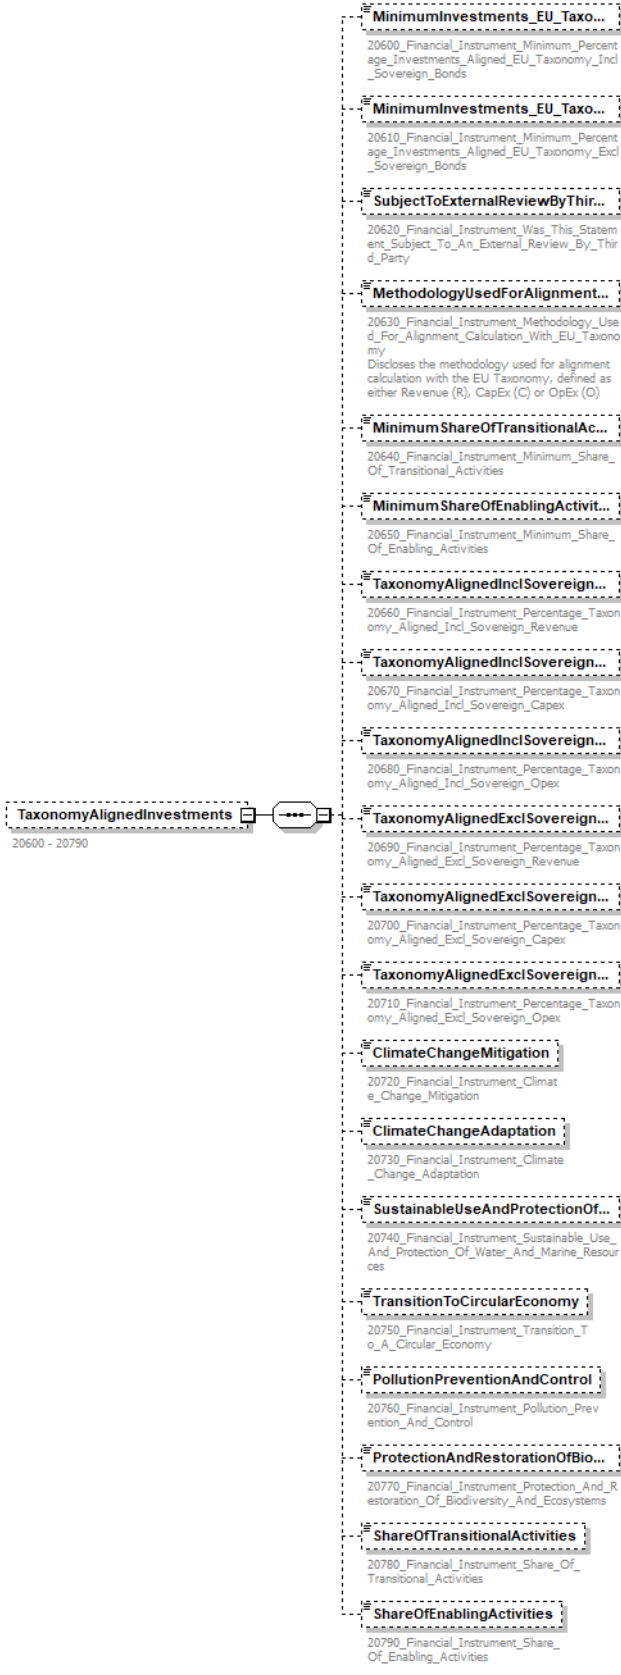 MinimumInvestments_EU_Taxo...
20600_Financial_Instrument_Minimum_Percent
age_Investments_Aligned_EU_Taxonomy_Incl
_Sovereign_Bonds
MinimumInvestments_EU_Taxo...
20610_Financial_Instrument_Minimum_Percent
age_Investments_Aligned_EU_Taxonomy_Excl
_Sovereign_Bonds
SubjectToExternalReviewByThir...
20620_Financial_Instrument_Was_This_Statem
ent_Subject_To_An_External_Review_By_Thir
d_Party
MethodologyUsedForAlignment...
20630_Financial_Instrument_Methodology_Use
d_For_Alignment_Calculation_With_EU_Taxono
my
Discloses the methodology used for alignment
calculation with the EU Taxonomy, defined as
either Revenue (R), CapEx (C) or OpEx (O)
MinimumShareOfTransitionalAc...
20640_Financial_Instrument_Minimum_Share_
Of_Transitional_Activities
MinimumShareOfEnablingActivit...
20650_Financial_Instrument_Minimum_Share_
Of_Enabling_Activities
TaxonomyAlignedInclSovereign...
20660_Financial_Instrument_Percentage_Taxon
omy_Aligned_Incl_Sovereign_Revenue
TaxonomyAlignedInclSovereign...
20670_Financial_Instrument_Percentage_Taxon
omy_Aligned_Incl_Sovereign_Capex
TaxonomyAlignedInclSovereign...
20680_Financial_Instrument_Percentage_Taxon
omy_Aligned_Incl_Sovereign_Opex
TaxonomyAlignedInvestments
20600 - 20790
TaxonomyAlignedExclSovereign...
20690_Financial_Instrument_Percentage_Taxon
omy_Aligned_Excl_Sovereign_Revenue
TaxonomyAlignedExclSovereign...
20700_Financial_Instrument_Percentage_Taxon
omy_Aligned_Excl_Sovereign_Capex
TaxonomyAlignedExclSovereign...
20710_Financial_Instrument_Percentage_Taxon
omy_Aligned_Excl_Sovereign_Opex
ClimateChangeMitigation
20720_Financial_Instrument_Climat
e_Change_Mitigation
ClimateChangeAdaptation
20730_Financial_Instrument_Climate
_Change_Adaptation
SustainableUseAndProtectionOf...
20740_Financial_Instrument_Sustainable_Use_
And_Protection_Of_Water_And_Marine_Resour
ces
TransitionToCircularEconomy
20750_Financial_Instrument_Transition_T
o_A_Circular_Economy
PollutionPreventionAndControl
20760_Financial_Instrument_Pollution_Prev
ention_And_Control
ProtectionAndRestorationOfBio...
20770_Financial_Instrument_Protection_And_R
estoration_Of_Biodiversity_And_Ecosystems
ShareOfTransitionalActivities
20780_Financial_Instrument_Share_Of_
Transitional_Activities
ShareOfEnablingActivities
20790_Financial_Instrument_Share_
Of_Enabling_Activities